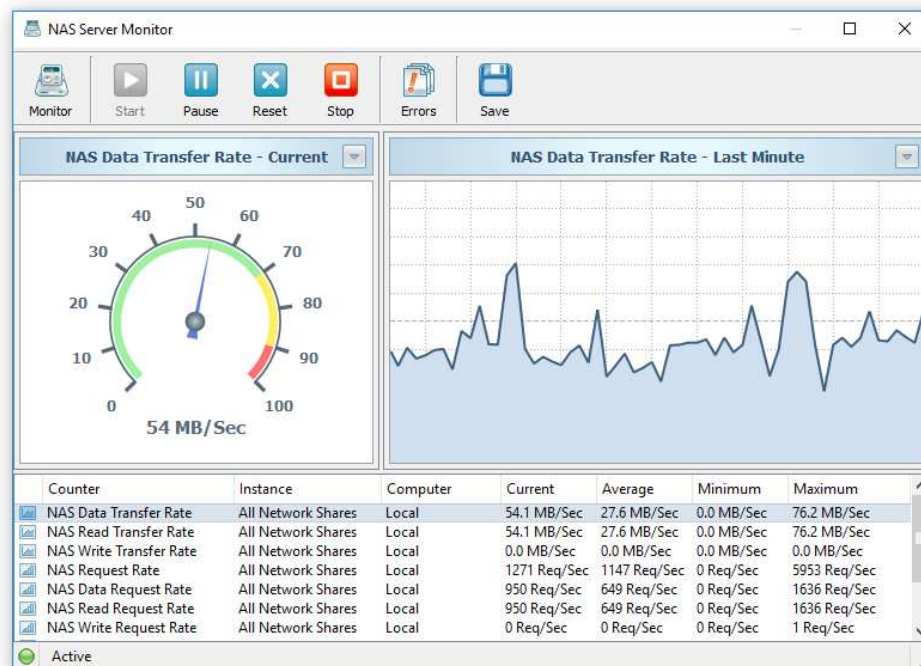 NAS Server Monitor
Monitor Start Pause Reset Stop Errors Save
NAS Data Transfer Rate - Current
NAS Data Transfer Rate - Last Minute
0 10 20 30 40 50 60 70 80 90 100
54 MB/Sec
Counter Instance Computer Current Average Minimum Maximum
NAS Data Transfer Rate All Network Shares Local 54.1 MB/Sec 27.6 MB/Sec 0.0 MB/Sec 76.2 MB/Sec
NAS Read Transfer Rate All Network Shares Local 54.1 MB/Sec 27.6 MB/Sec 0.0 MB/Sec 76.2 MB/Sec
NAS Write Transfer Rate All Network Shares Local 0.0 MB/Sec 0.0 MB/Sec 0.0 MB/Sec 0.0 MB/Sec
NAS Request Rate All Network Shares Local 1271 Req/Sec 1147 Req/Sec 0 Req/Sec 5953 Req/Sec
NAS Data Request Rate All Network Shares Local 950 Req/Sec 649 Req/Sec 0 Req/Sec 1636 Req/Sec
NAS Read Request Rate All Network Shares Local 950 Req/Sec 649 Req/Sec 0 Req/Sec 1636 Req/Sec
NAS Write Request Rate All Network Shares Local 0 Req/Sec 0 Req/Sec 0 Req/Sec 1 Req/Sec
Active